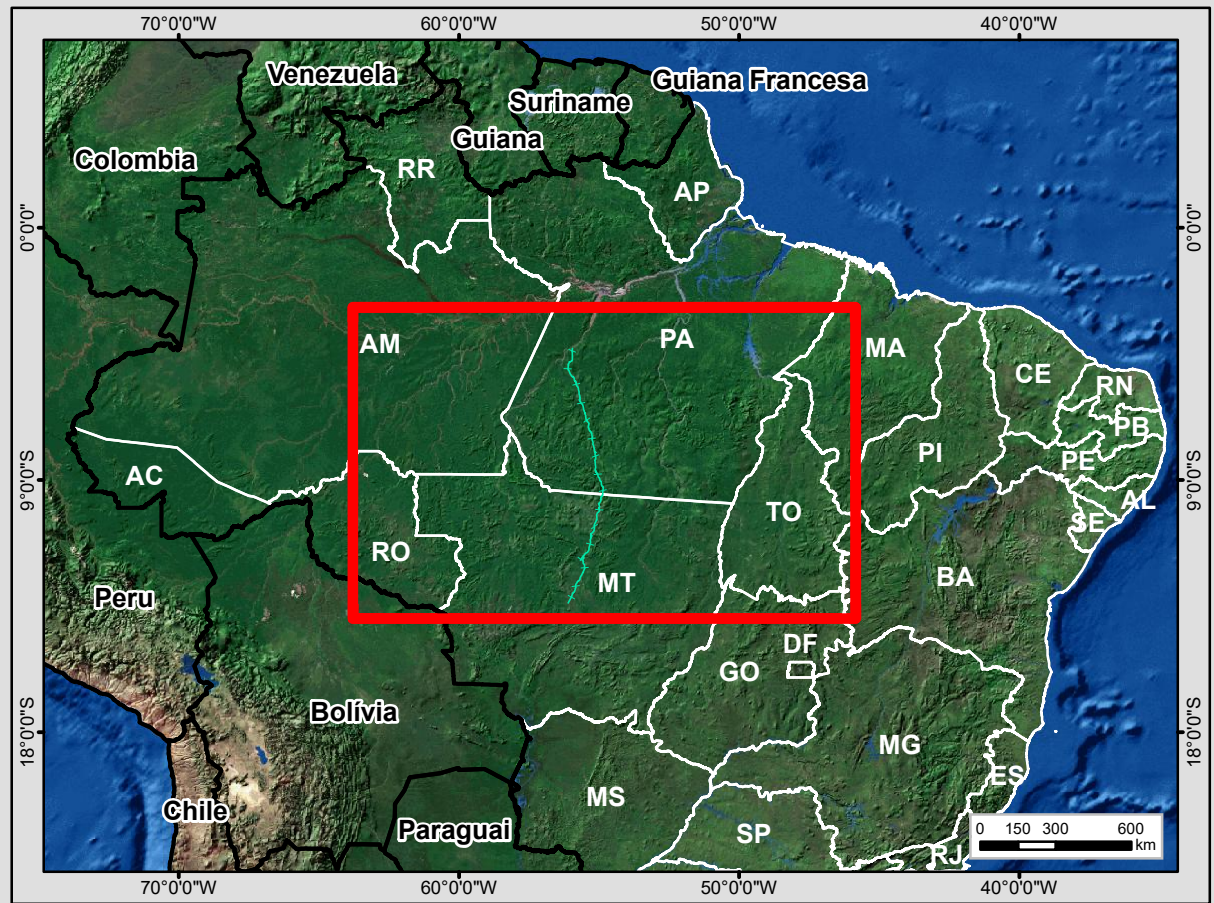 70°0'0"W 60°0'0"W 50°0'0"W 40°0'0"W
Venezuela
Guiana Francesa
Suriname
Guiana
Colombia
RR
AP
0°0'0"
0°0'0"
AM
PA
MA
CE
RN
PB
PI
PE
AC
AL
9°0'0"S
9°0'0"S
TO
SE
RO
MT
BA
Peru
DF
GO
Bolívia
18°0'0"S
18°0'0"S
MG
ES
MS
Chile
Paraguai
SP
RJ
0 150 300 600
km
70°0'0"W 60°0'0"W 50°0'0"W 40°0'0"W